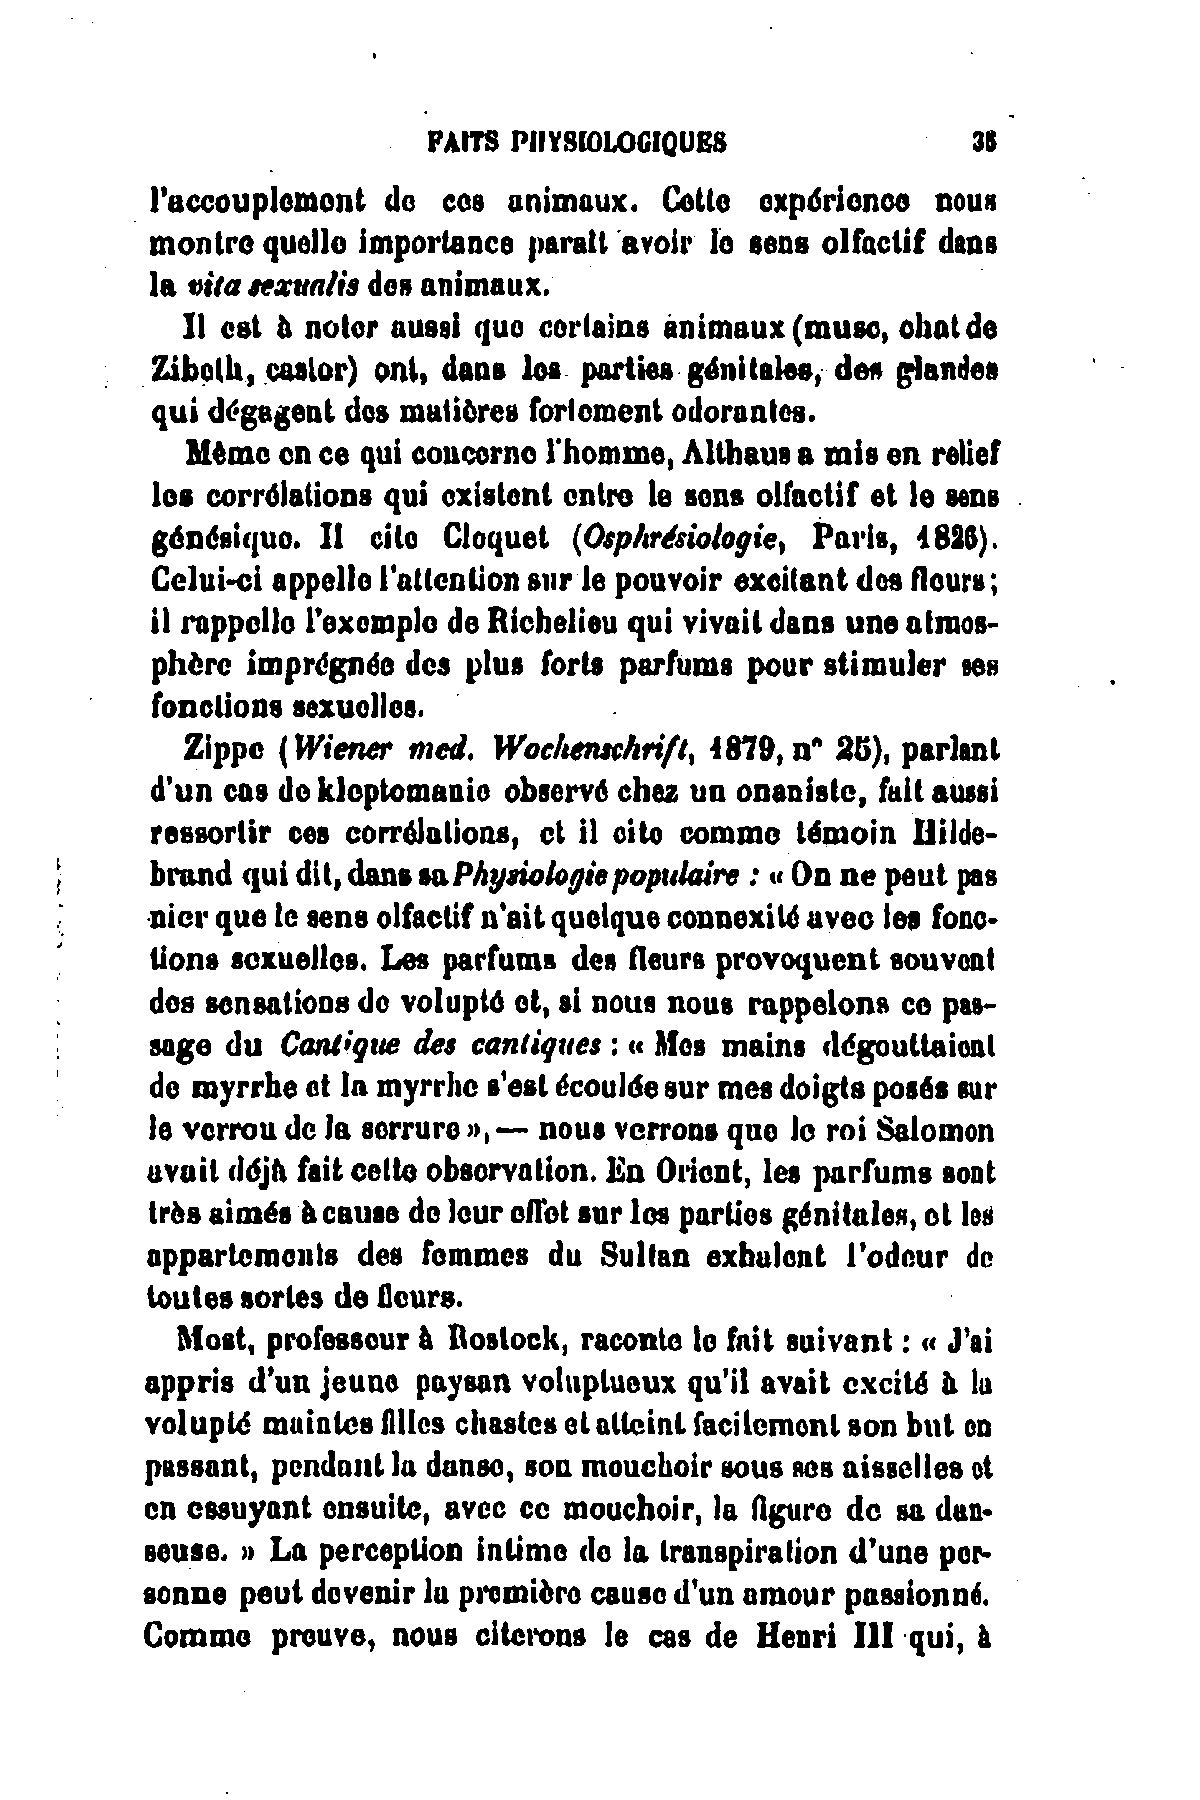 FAITS PHYSIOLOGIQUES 35
l'accouplement de ces animaux. Cette expérience nous
montre quelle importance paraît avoir le sens olfactif dans
la vita sexualis des animaux.
Il est à noter aussi que certains animaux (musc, chat de
Zibeth, castor) ont, dans les parties génitales, des glandes
qui dégagent des matières fortement odorantes.
Même en ce qui concerne l'homme, Althaus a mis en relief
les corrélations qui existent entre le sens olfactif et le sens
génésique. Il cite Cloquet (Osphrésiologie, Paris, 1826).
Celui-ci appelle l'attention sur le pouvoir excitant des fleurs;
il rappelle l'exemple de Richelieu qui vivait dans une atmos-
phère imprégnée des plus forts parfums pour stimuler ses
fonctions sexuelles.
Zippe (Wiener med. Wochenschrift, 1879, n° 25), parlant
d'un cas de kleptomanie observé chez un onaniste, fait aussi
ressortir ces corrélations, et il cite comme témoin Hilde-
brand qui dit, dans sa Physiologie populaire : « On ne peut pas
nier que le sens olfactif n'ait quelque connexité avec les fonc-
tions sexuelles. Les parfums des fleurs provoquent souvent
des sensations de volupté et, si nous nous rappelons ce pas-
sage du Cantique des cantiques : « Mes mains dégouttaient
de myrrhe et la myrrhe s'est écoulée sur mes doigts posés sur
le verrou de la serrure », — nous verrons que le roi Salomon
avait déjà fait cette observation. En Orient, les parfums sont
très aimés à cause de leur effet sur les parties génitales, et les
appartements des femmes du Sultan exhalent l'odeur de
toutes sortes de fleurs.
Most, professeur à Rostock, raconte le fait suivant : « J'ai
appris d'un jeune paysan voluptueux qu'il avait excité à la
volupté maintes filles chastes et atteint facilement son but en
passant, pendant la danse, son mouchoir sous ses aisselles et
en essuyant ensuite, avec ce mouchoir, la figure de sa dan-
seuse. » La perception intime de la transpiration d'une per-
sonne peut devenir la première cause d'un amour passionné.
Comme preuve, nous citerons le cas de Henri III qui, à